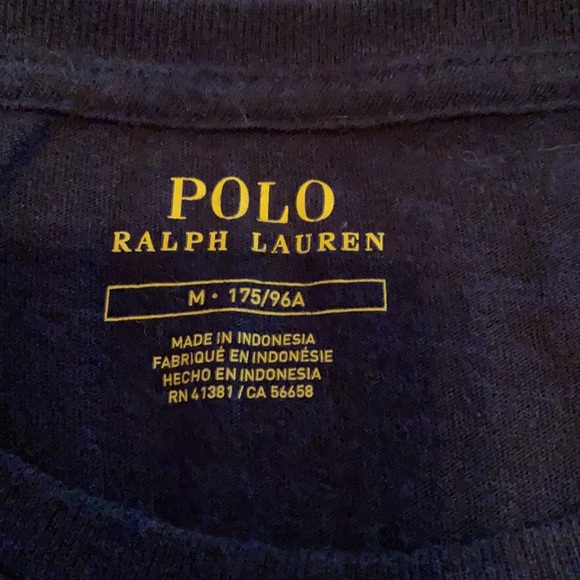 POLO
RALPH LAUREN
M • 175/96A
MADE IN INDONESIA
FABRIQUÉ EN INDONÉSIE
HECHO EN INDONESIA
RN 41381 / CA 56658